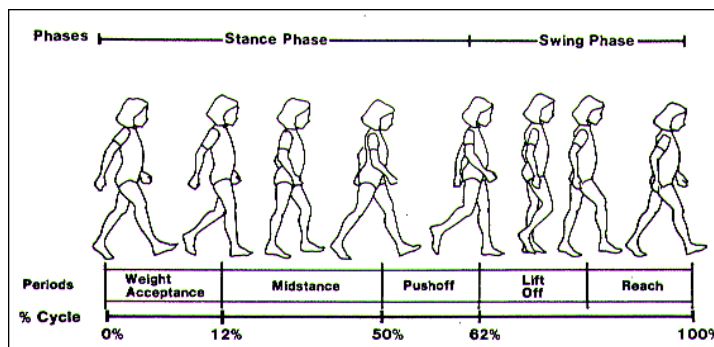 Phases Stance Phase Swing Phase
Periods Weight Acceptance Midstance Pushoff Lift Off Reach
% Cycle
0% 12% 50% 62% 100%